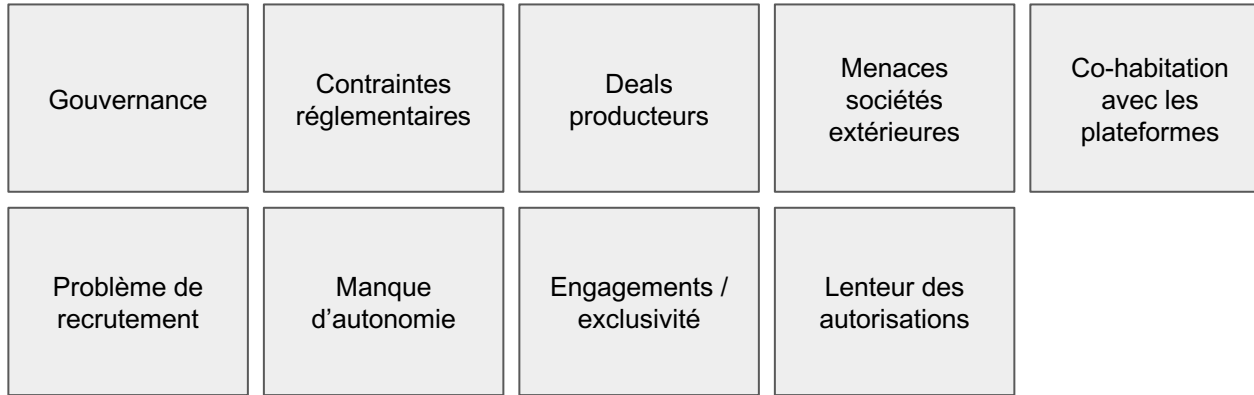 Gouvernance
Contraintes
réglementaires
Deals
producteurs
Menaces
sociétés
extérieures
Co-habitation
avec les
plateformes
Problème de
recrutement
Manque
d’autonomie
Engagements /
exclusivité
Lenteur des
autorisations